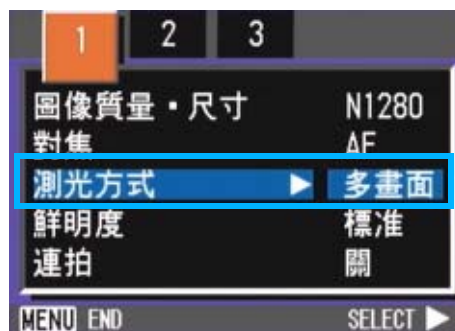 1 2 3
圖像質量▪尺寸 N1280
對焦 AF
測光方式 ▶ 多畫面
鮮明度 標准
連拍 關
MENU END SELECT ▶